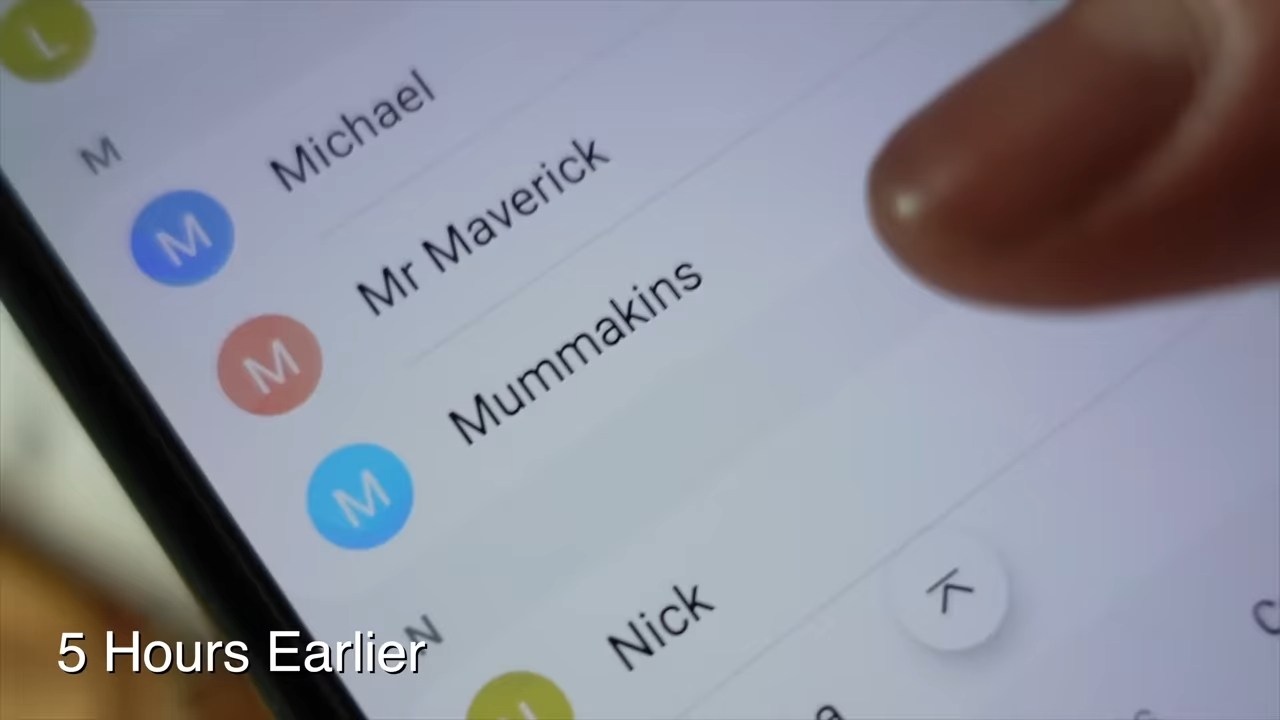 L
M
M Michael
M Mr Maverick
M Mummakins
N
N Nick
5 Hours Earlier